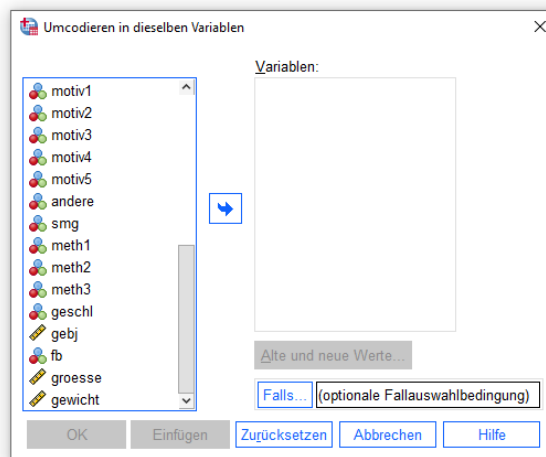 Umcodieren in dieselben Variablen
Variablen:
motiv1
motiv2
motiv3
motiv4
motiv5
andere
smg
meth1
meth2
meth3
geschl
gebj
fb
groesse
gewicht
Alte und neue Werte...
Falls... (optionale Fallauswahlbedingung)
OK Einfügen Zurücksetzen Abbrechen Hilfe